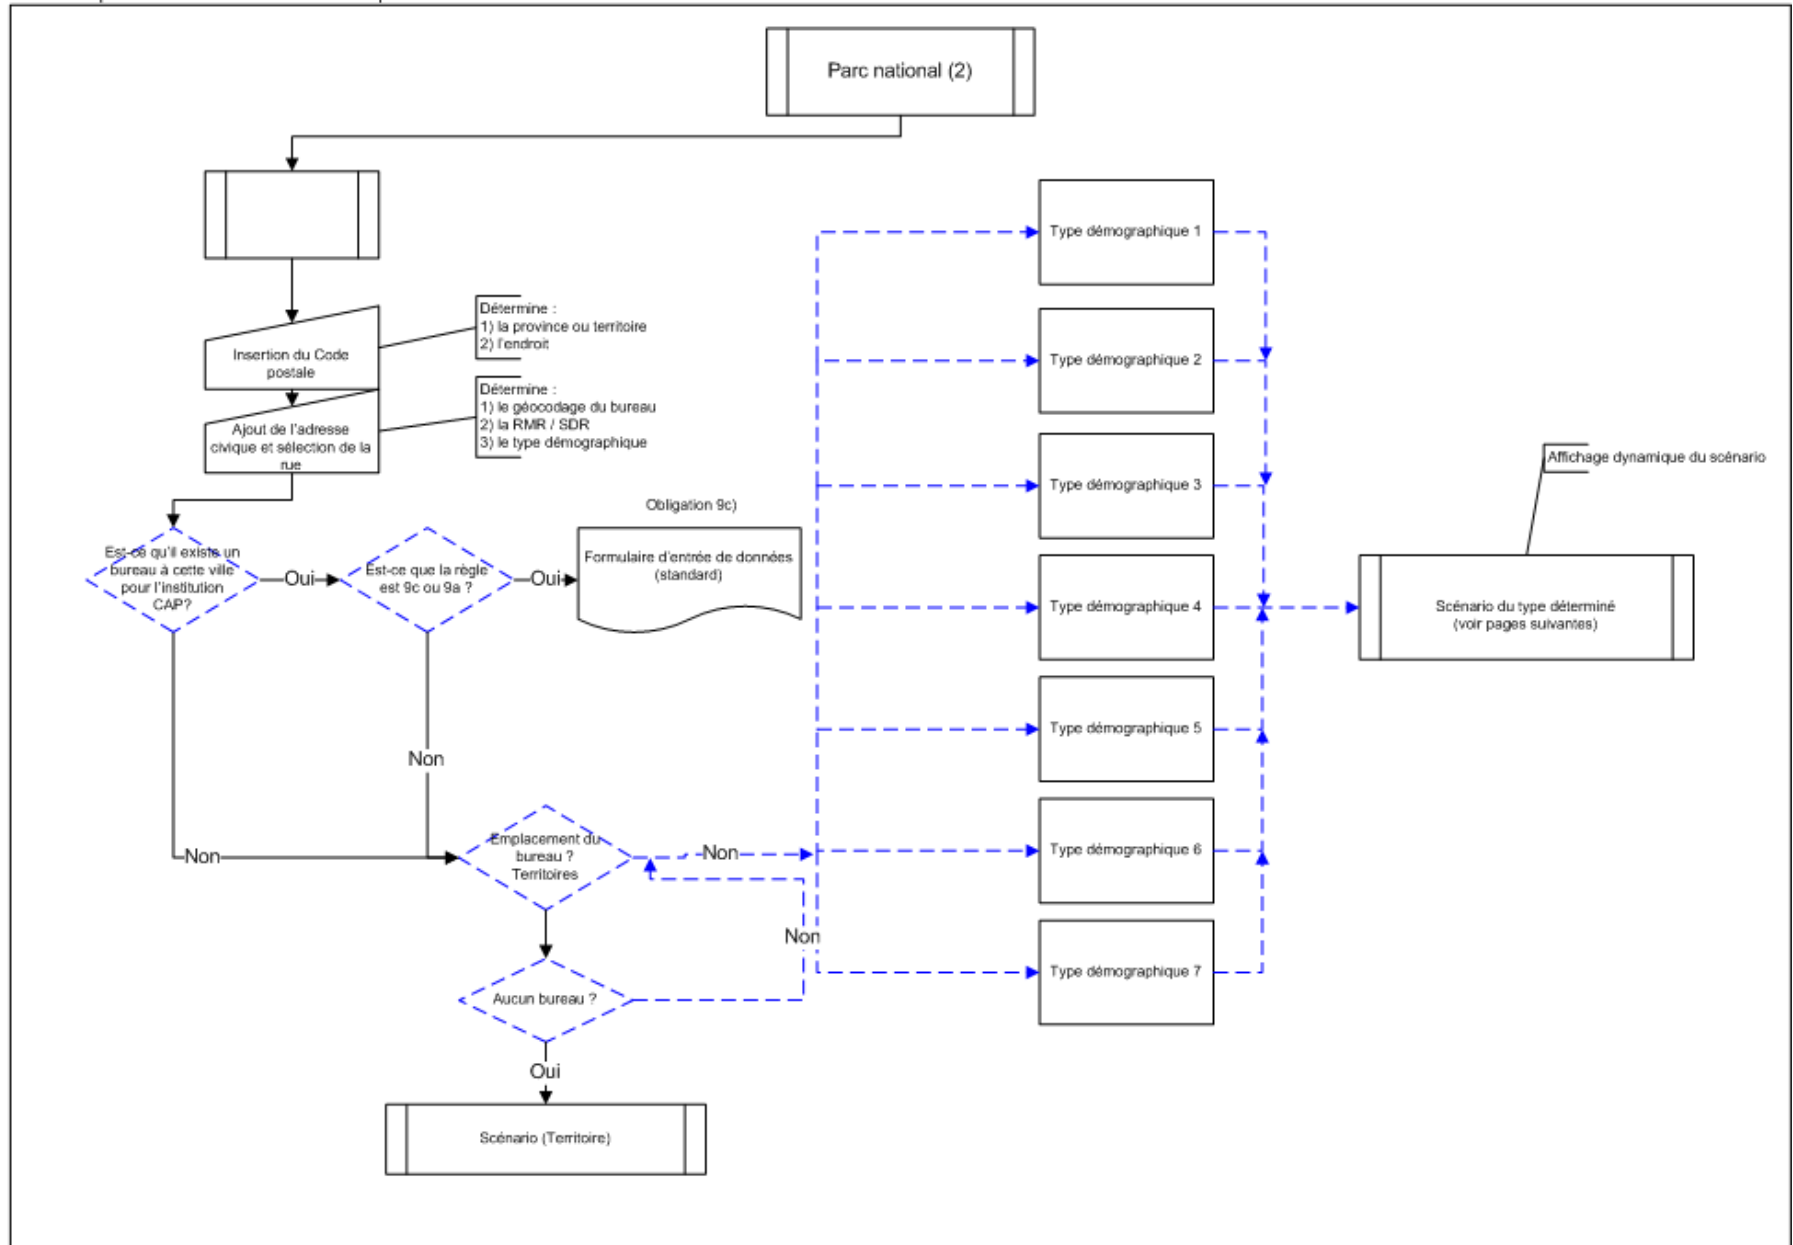 Parc national (2)
Insertion du Code
postale
Détermine :
1) la province ou territoire
2) l'endroit
Ajout de l'adresse
civique et sélection de la
rue
Détermine :
1) le géocodage du bureau
2) la RMR / SDR
3) le type démographique
Est-ce qu'il existe un
bureau à cette ville
pour l'institution
CAP?
Oui
Est-ce que la règle
est 9c ou 9a ?
Oui
Obligation 9c)
Formulaire d'entrée de données
(standard)
Non
Non
Emplacement du
bureau ?
Territoires
Non
Non
Aucun bureau ?
Oui
Scénario (Territoire)
Type démographique 1
Type démographique 2
Type démographique 3
Type démographique 4
Type démographique 5
Type démographique 6
Type démographique 7
Affichage dynamique du scénario
Scénario du type déterminé
(voir pages suivantes)